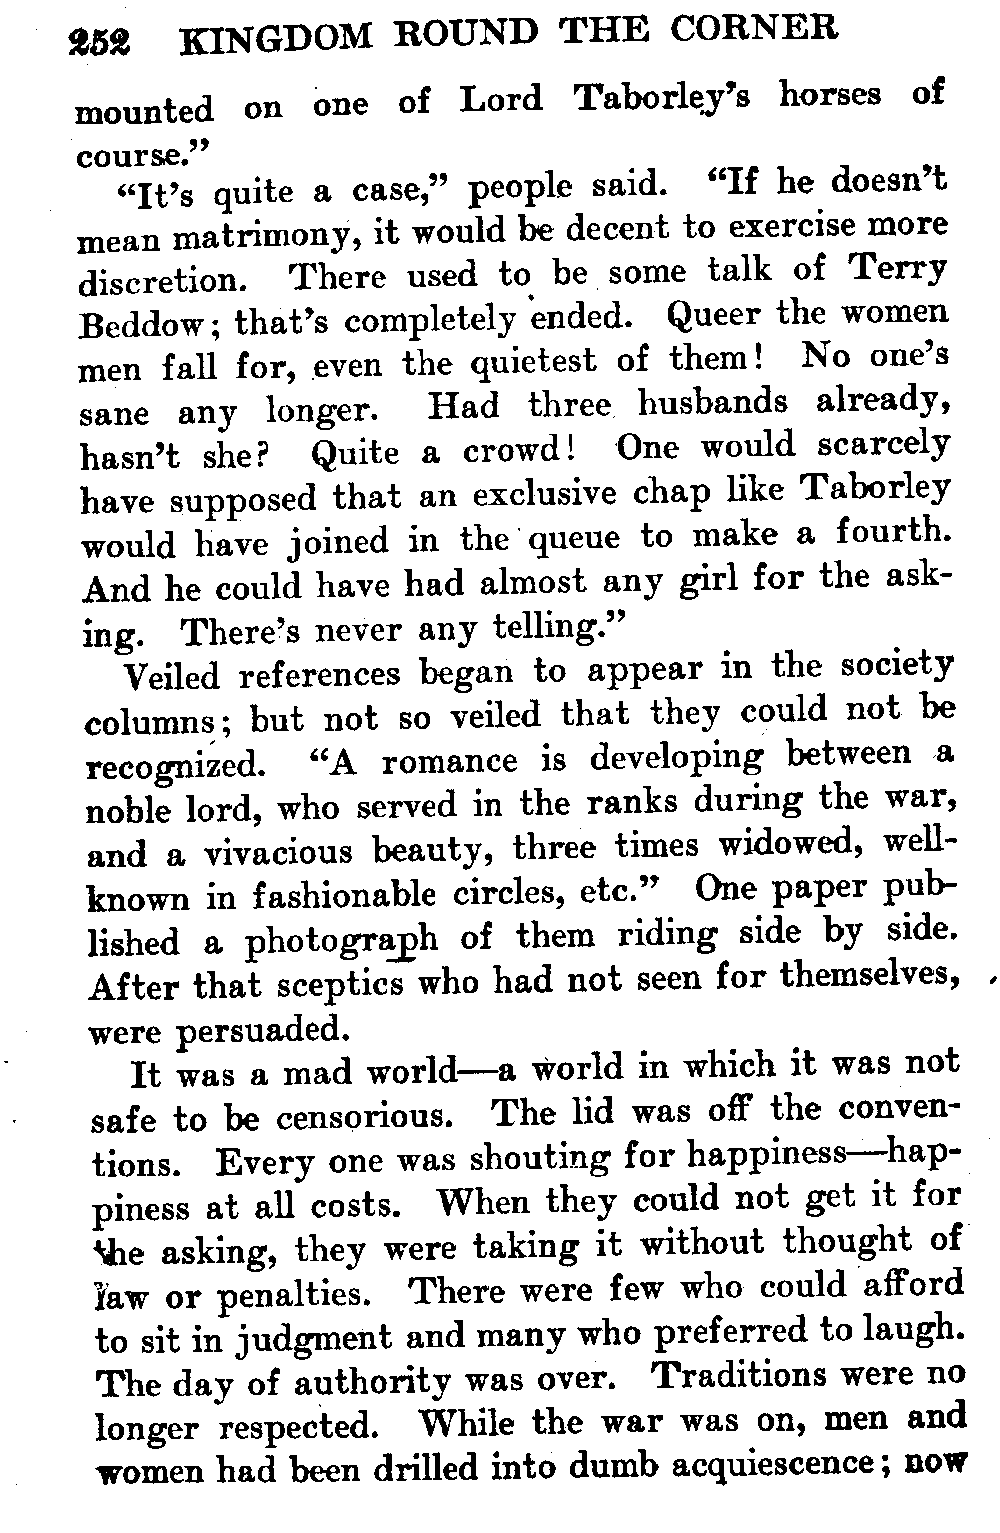 252 KINGDOM ROUND THE CORNER
mounted on one of Lord Taborley's horses of
course."
"It's quite a case," people said. "If he doesn't
mean matrimony, it would be decent to exercise more
discretion. There used to be some talk of Terry
Beddow; that's completely ended. Queer the women
men fall for, even the quietest of them! No one's
sane any longer. Had three husbands already,
hasn't she? Quite a crowd! One would scarcely
have supposed that an exclusive chap like Taborley
would have joined in the queue to make a fourth.
And he could have had almost any girl for the ask-
ing. There's never any telling."
Veiled references began to appear in the society
columns; but not so veiled that they could not be
recognized. "A romance is developing between a
noble lord, who served in the ranks during the war,
and a vivacious beauty, three times widowed, well-
known in fashionable circles, etc." One paper pub-
lished a photograph of them riding side by side.
After that sceptics who had not seen for themselves,
were persuaded.
It was a mad world—a world in which it was not
safe to be censorious. The lid was off the conven-
tions. Every one was shouting for happiness—hap-
piness at all costs. When they could not get it for
the asking, they were taking it without thought of
law or penalties. There were few who could afford
to sit in judgment and many who preferred to laugh.
The day of authority was over. Traditions were no
longer respected. While the war was on, men and
women had been drilled into dumb acquiescence; now